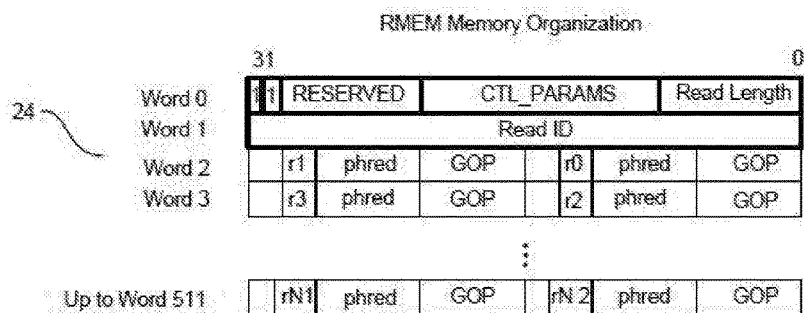 RMEM Memory Organization
31 0
24
Word 0 1 1 RESERVED CTL_PARAMS Read Length
Word 1 Read ID
Word 2 r1 phred GOP r0 phred GOP
Word 3 r3 phred GOP r2 phred GOP
Up to Word 511 rN1 phred GOP rN 2 phred GOP